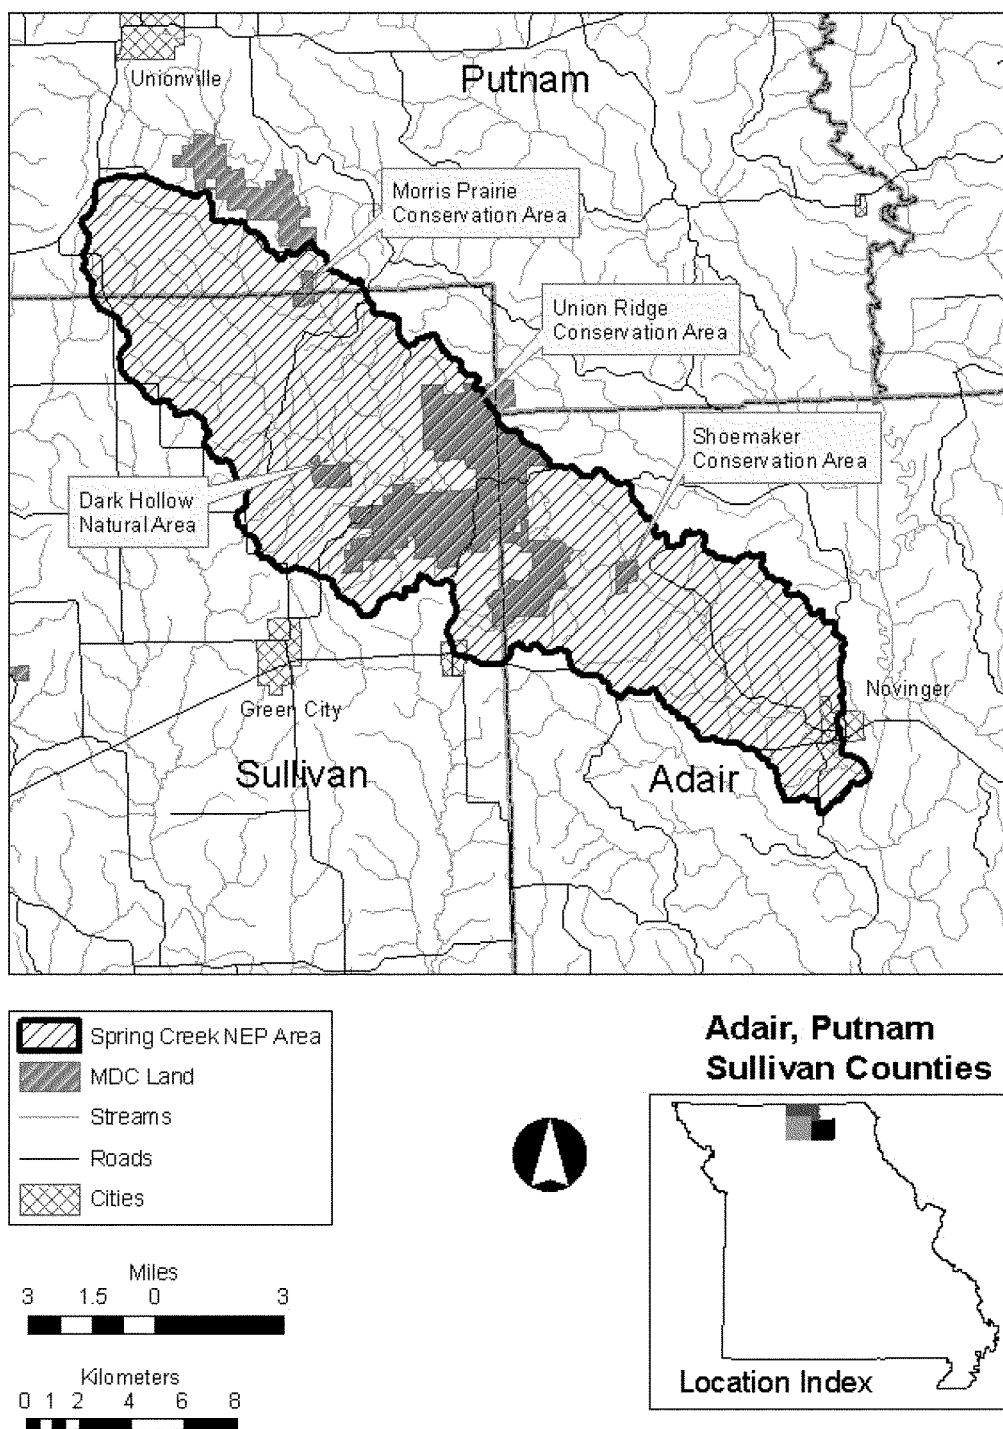 Unionville
Putnam
Morris Prairie
Conservation Area
Union Ridge
Conservation Area
Shoemaker
Conservation Area
Dark Hollow
Natural Area
Novinger
Green City
Sullivan
Adair
Spring Creek NEP Area
MDC Land
Streams
Roads
Cities
Adair, Putnam
Sullivan Counties
Location Index
Miles
3 1.5 0 3
Kilometers
0 1 2 4 6 8